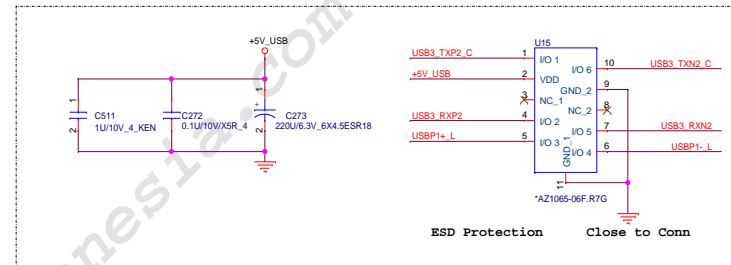 +5V_USB
1
2
C511
1U/10V_4_KEN
C272
0.1U/10V/X5R_4
+
1
2
C273
220U/6.3V_6X4.5ESR18
U15
USB3_TXP2_C
1
I/O 1
I/O 6
10
USB3_TXN2_C
+5V_USB
2
VDD
GND_2
9
3
NC_1
NC_2
8
USB3_RXP2
4
I/O 2
I/O 5
7
USB3_RXN2
USBP1+_L
5
I/O 3
I/O 4
6
USBP1-_L
GND_1
11
*AZ1065-06F.R7G
ESD Protection
Close to Conn
nesia.com